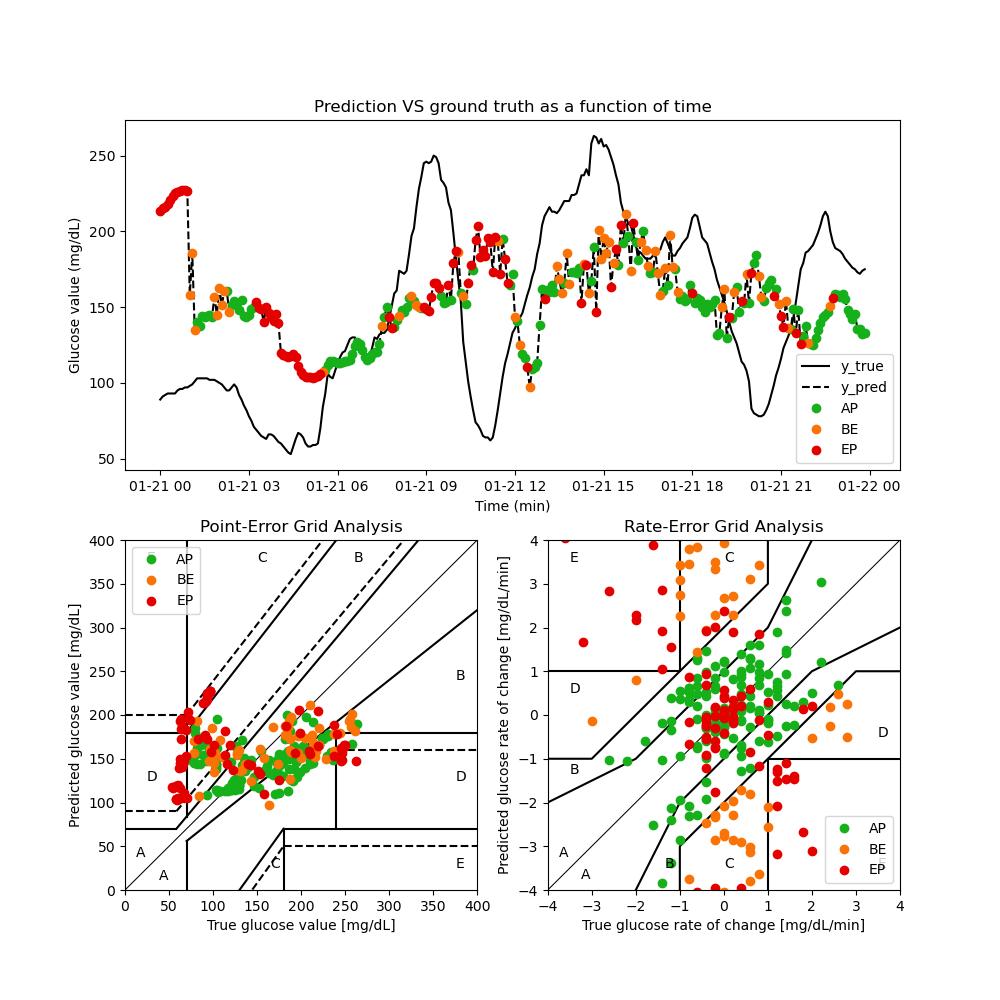 Prediction VS ground truth as a function of time
Glucose value (mg/dL)
250
200
150
100
50
y_true
y_pred
AP
BE
EP
01-21 00 01-21 03 01-21 06 01-21 09 01-21 12 01-21 15 01-21 18 01-21 21 01-22 00
Time (min)
Point-Error Grid Analysis
Predicted glucose value [mg/dL]
400
350
300
250
200
150
100
50
0
AP
BE
EP
E
C
B
B
D
D
A
A
C
E
0 50 100 150 200 250 300 350 400
True glucose value [mg/dL]
Rate-Error Grid Analysis
Predicted glucose rate of change [mg/dL/min]
4
3
2
1
0
−1
−2
−3
−4
E
C
D
D
B
A
A
B
C
E
AP
BE
EP
−4 −3 −2 −1 0 1 2 3 4
True glucose rate of change [mg/dL/min]